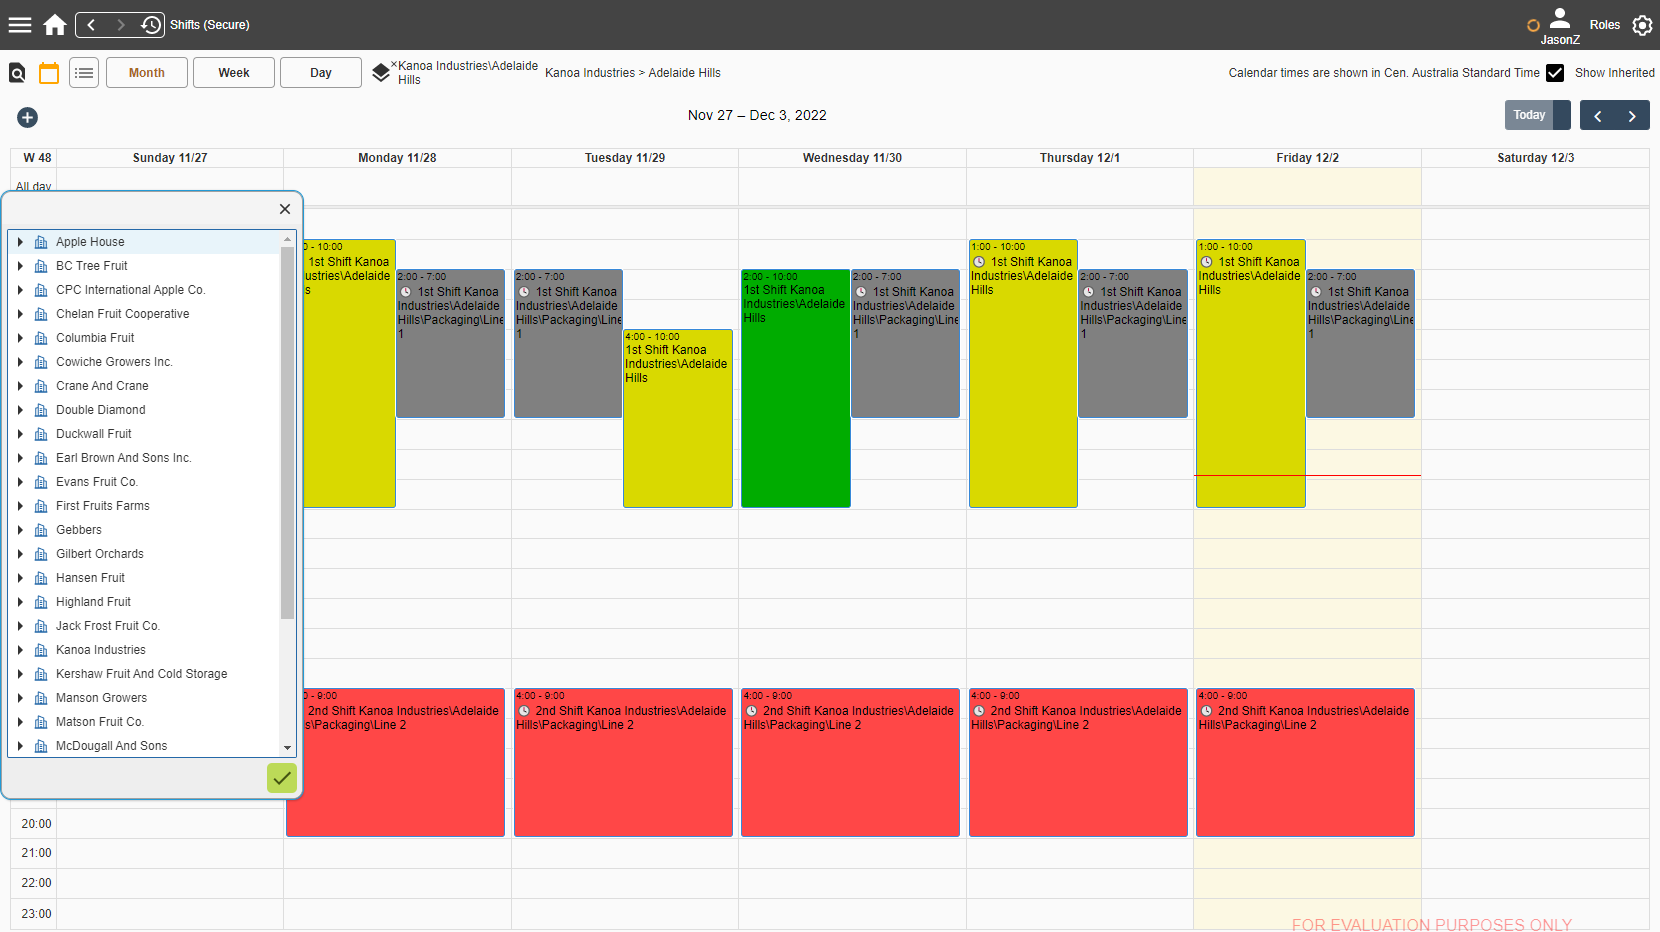 Shifts (Secure)
JasonZ
Roles
Month
Week
Day
×Kanoa Industries\Adelaide
Hills
Kanoa Industries > Adelaide Hills
Calendar times are shown in Cen. Australia Standard Time
Show Inherited
Nov 27 – Dec 3, 2022
Today
W 48
Sunday 11/27
Monday 11/28
Tuesday 11/29
Wednesday 11/30
Thursday 12/1
Friday 12/2
Saturday 12/3
All day
Apple House
BC Tree Fruit
CPC International Apple Co.
Chelan Fruit Cooperative
Columbia Fruit
Cowiche Growers Inc.
Crane And Crane
Double Diamond
Duckwall Fruit
Earl Brown And Sons Inc.
Evans Fruit Co.
First Fruits Farms
Gebbers
Gilbert Orchards
Hansen Fruit
Highland Fruit
Jack Frost Fruit Co.
Kanoa Industries
Kershaw Fruit And Cold Storage
Manson Growers
Matson Fruit Co.
McDougall And Sons
0 - 10:00
1st Shift Kanoa
ustries\Adelaide
s
2:00 - 7:00
1st Shift Kanoa
Industries\Adelaide
Hills\Packaging\Line
1
2:00 - 7:00
1st Shift Kanoa
Industries\Adelaide
Hills\Packaging\Line
1
4:00 - 10:00
1st Shift Kanoa
Industries\Adelaide
Hills
2:00 - 10:00
1st Shift Kanoa
Industries\Adelaide
Hills
2:00 - 7:00
1st Shift Kanoa
Industries\Adelaide
Hills\Packaging\Line
1
1:00 - 10:00
1st Shift Kanoa
Industries\Adelaide
Hills
2:00 - 7:00
1st Shift Kanoa
Industries\Adelaide
Hills\Packaging\Line
1
1:00 - 10:00
1st Shift Kanoa
Industries\Adelaide
Hills
2:00 - 7:00
1st Shift Kanoa
Industries\Adelaide
Hills\Packaging\Line
1
0 - 9:00
2nd Shift Kanoa Industries\Adelaide
s\Packaging\Line 2
4:00 - 9:00
2nd Shift Kanoa Industries\Adelaide
Hills\Packaging\Line 2
4:00 - 9:00
2nd Shift Kanoa Industries\Adelaide
Hills\Packaging\Line 2
4:00 - 9:00
2nd Shift Kanoa Industries\Adelaide
Hills\Packaging\Line 2
4:00 - 9:00
2nd Shift Kanoa Industries\Adelaide
Hills\Packaging\Line 2
20:00
21:00
22:00
23:00
FOR EVALUATION PURPOSES ONLY